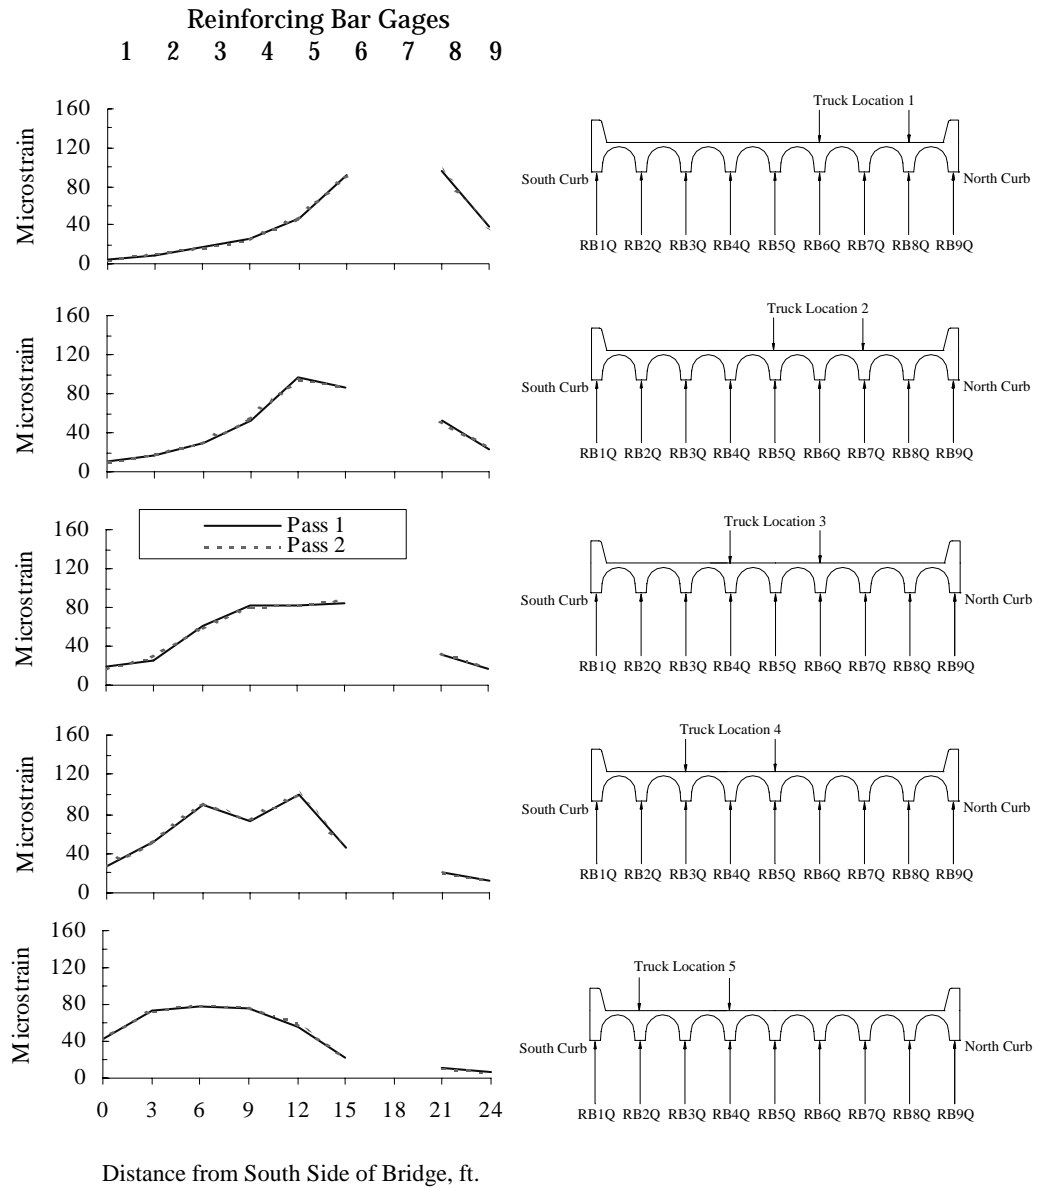 Reinforcing Bar Gages
1 2 3 4 5 6 7 8 9
Microstrain
160
120
80
40
0
Truck Location 1
South Curb
North Curb
RB1Q RB2Q RB3Q RB4Q RB5Q RB6Q RB7Q RB8Q RB9Q
Microstrain
160
120
80
40
0
Truck Location 2
South Curb
North Curb
RB1Q RB2Q RB3Q RB4Q RB5Q RB6Q RB7Q RB8Q RB9Q
Microstrain
160
120
80
40
0
Pass 1
Pass 2
Truck Location 3
South Curb
North Curb
RB1Q RB2Q RB3Q RB4Q RB5Q RB6Q RB7Q RB8Q RB9Q
Microstrain
160
120
80
40
0
Truck Location 4
South Curb
North Curb
RB1Q RB2Q RB3Q RB4Q RB5Q RB6Q RB7Q RB8Q RB9Q
Microstrain
160
120
80
40
0
0 3 6 9 12 15 18 21 24
Truck Location 5
South Curb
North Curb
RB1Q RB2Q RB3Q RB4Q RB5Q RB6Q RB7Q RB8Q RB9Q
Distance from South Side of Bridge, ft.